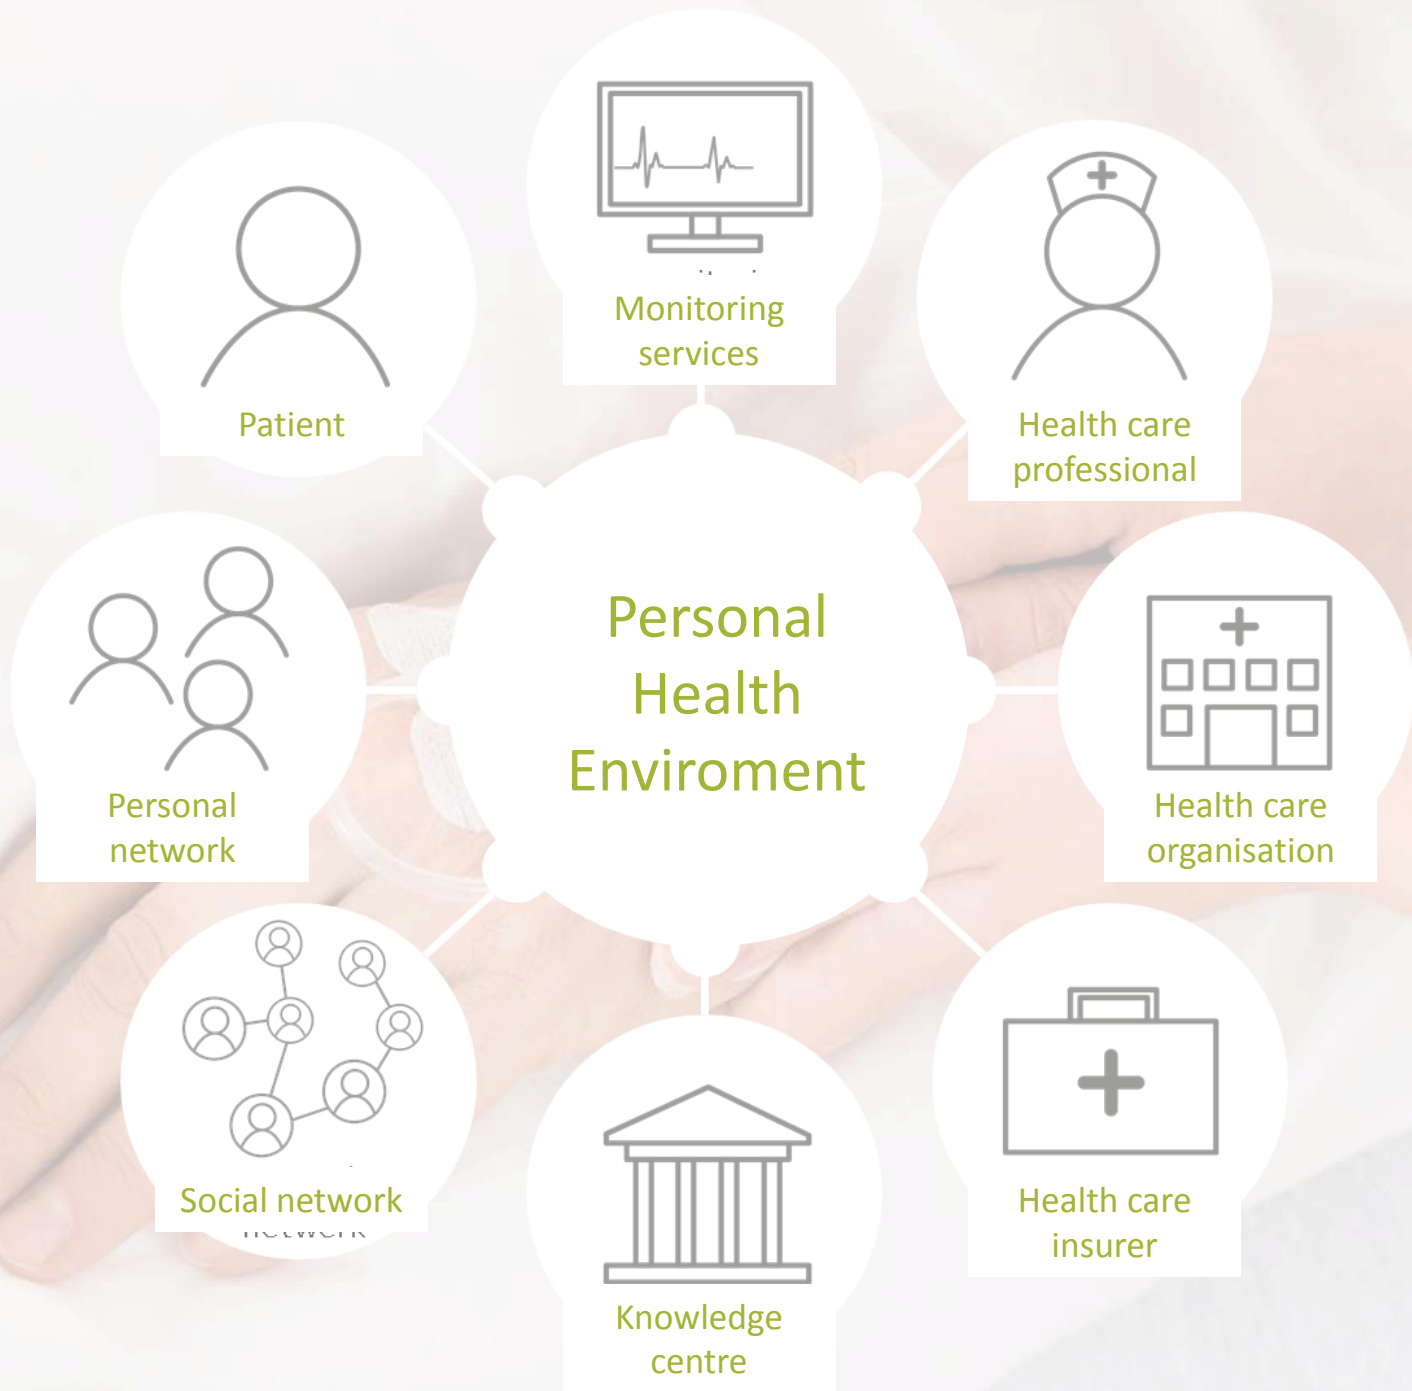 Monitoring
services
Patient
Health care
professional
Personal
Health
Enviroment
Personal
network
Health care
organisation
Social network
network
Health care
insurer
Knowledge
centre